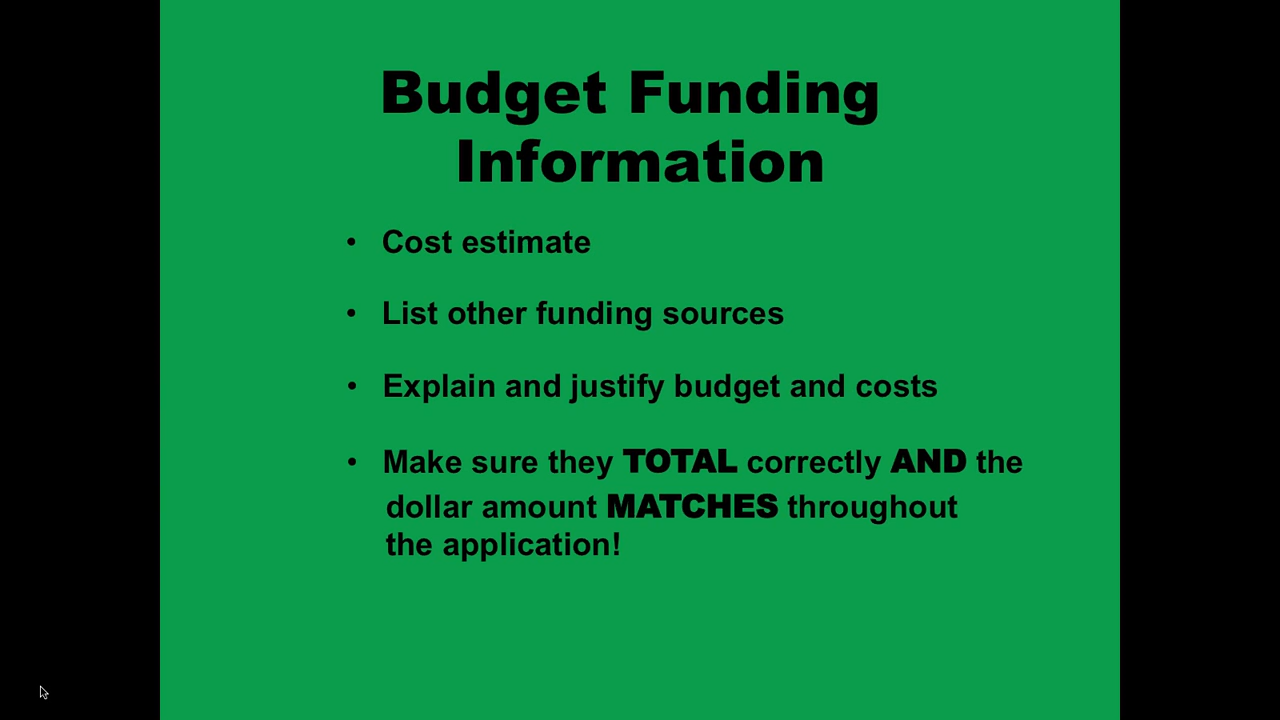 Budget Funding
Information
• Cost estimate
• List other funding sources
• Explain and justify budget and costs
• Make sure they TOTAL correctly AND the
dollar amount MATCHES throughout
the application!